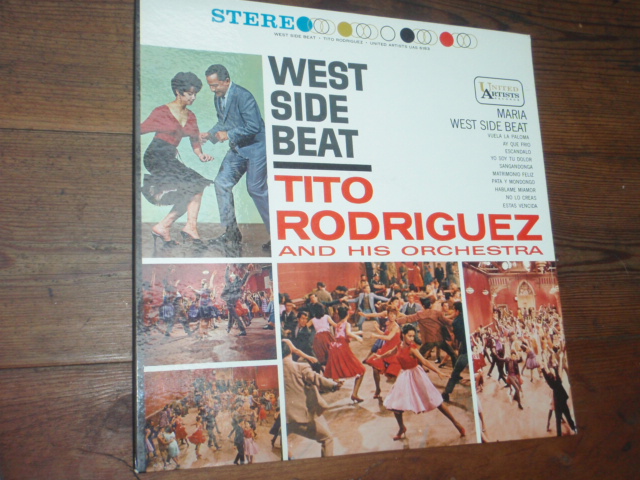 STEREO
WEST SIDE BEAT • TITO RODRIGUEZ • UNITED ARTISTS UAS
WEST
SIDE
BEAT
TITO
RODRIGUEZ
AND HIS ORCHESTRA
UNITED
ARTISTS
MARIA
WEST SIDE BEAT
VUELA LA PALOMA
AY QUE FRIO
ESCANDALO
YO SOY TU DOLOR
SANGANDONGA
MATRIMONIO FELIZ
PATA Y MONDONGO
HABLAME MIAMOR
NO LO CREAS
ESTAS VENCIDA